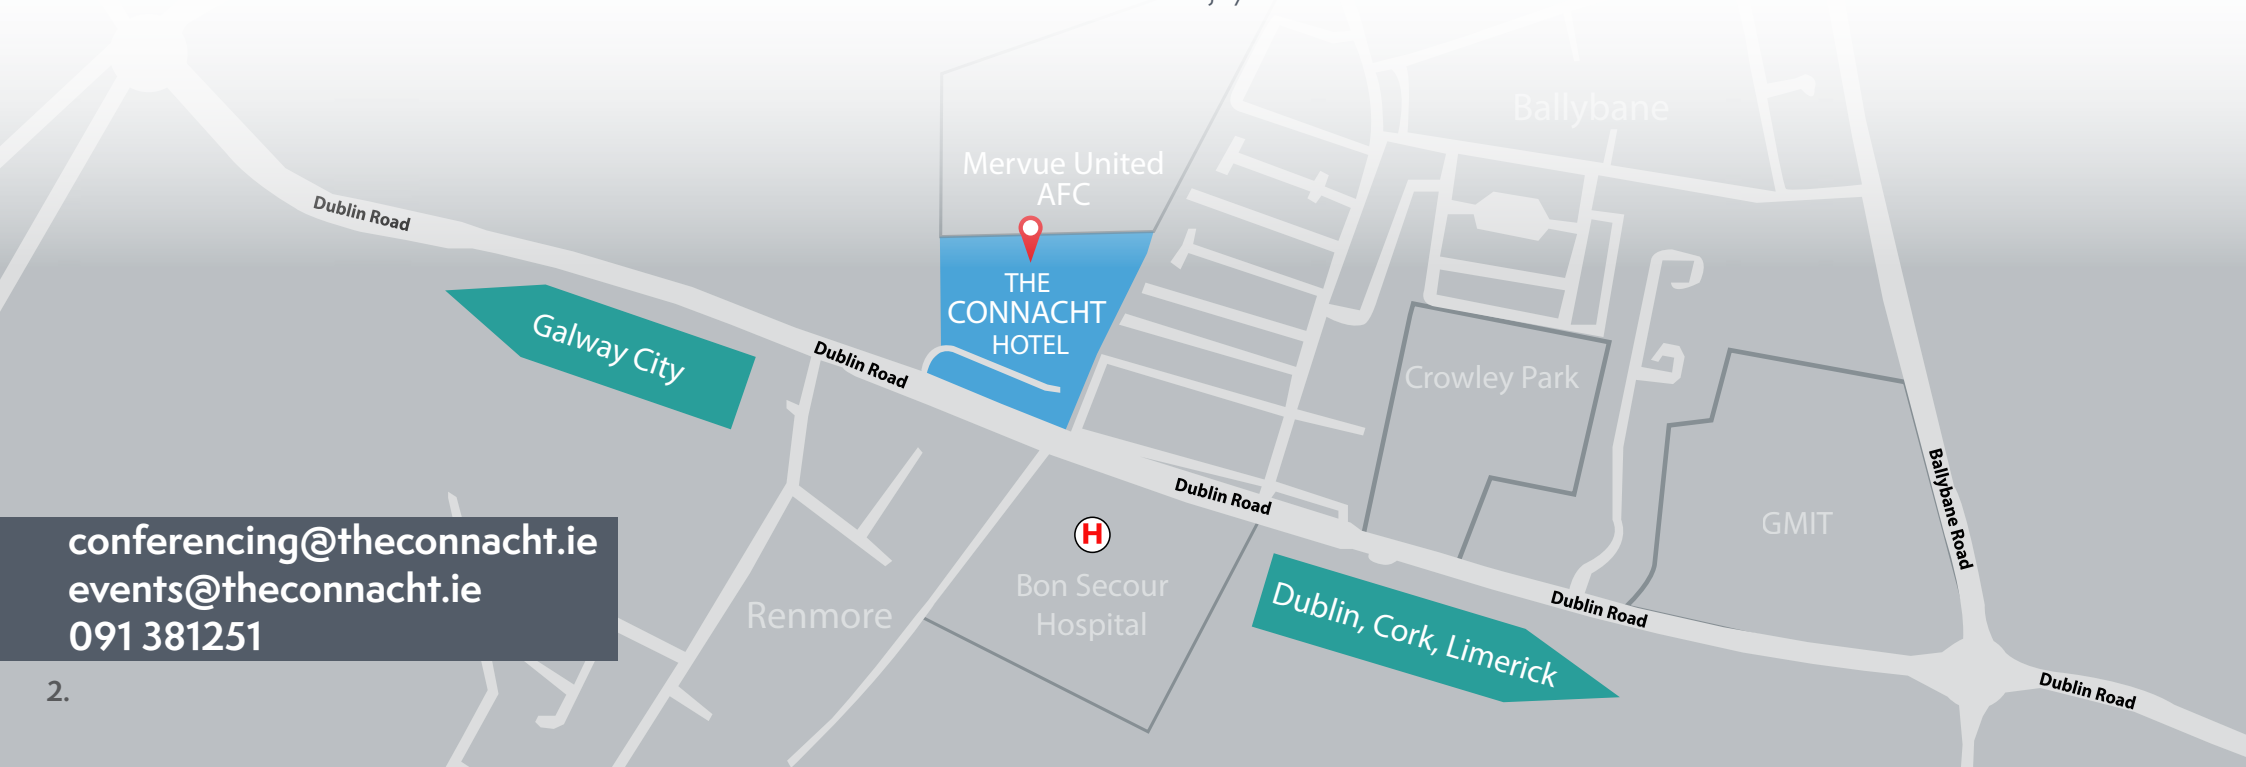 Ballybane
Mervue United
AFC
Dublin Road
THE
CONNACHT
HOTEL
Galway City
Dublin Road
Crowley Park
Dublin Road
Ballybane Road
GMIT
H
Bon Secour
Hospital
Renmore
Dublin, Cork, Limerick
Dublin Road
Dublin Road
conferencing@theconnacht.ie
events@theconnacht.ie
091 381251
2.